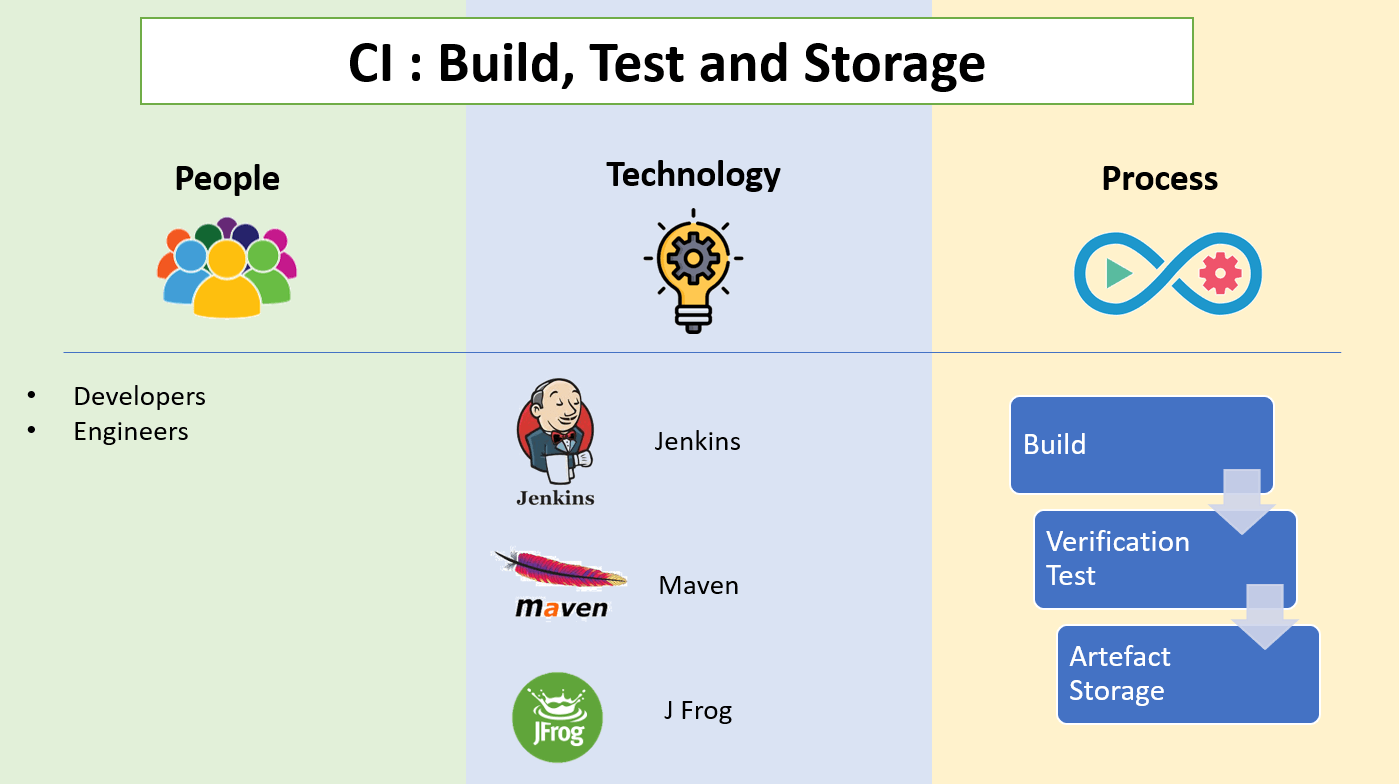 CI : Build, Test and Storage
People
Technology
Process
• Developers
• Engineers
Jenkins
Jenkins
maven
Maven
JFrog
J Frog
Build
Verification
Test
Artefact
Storage